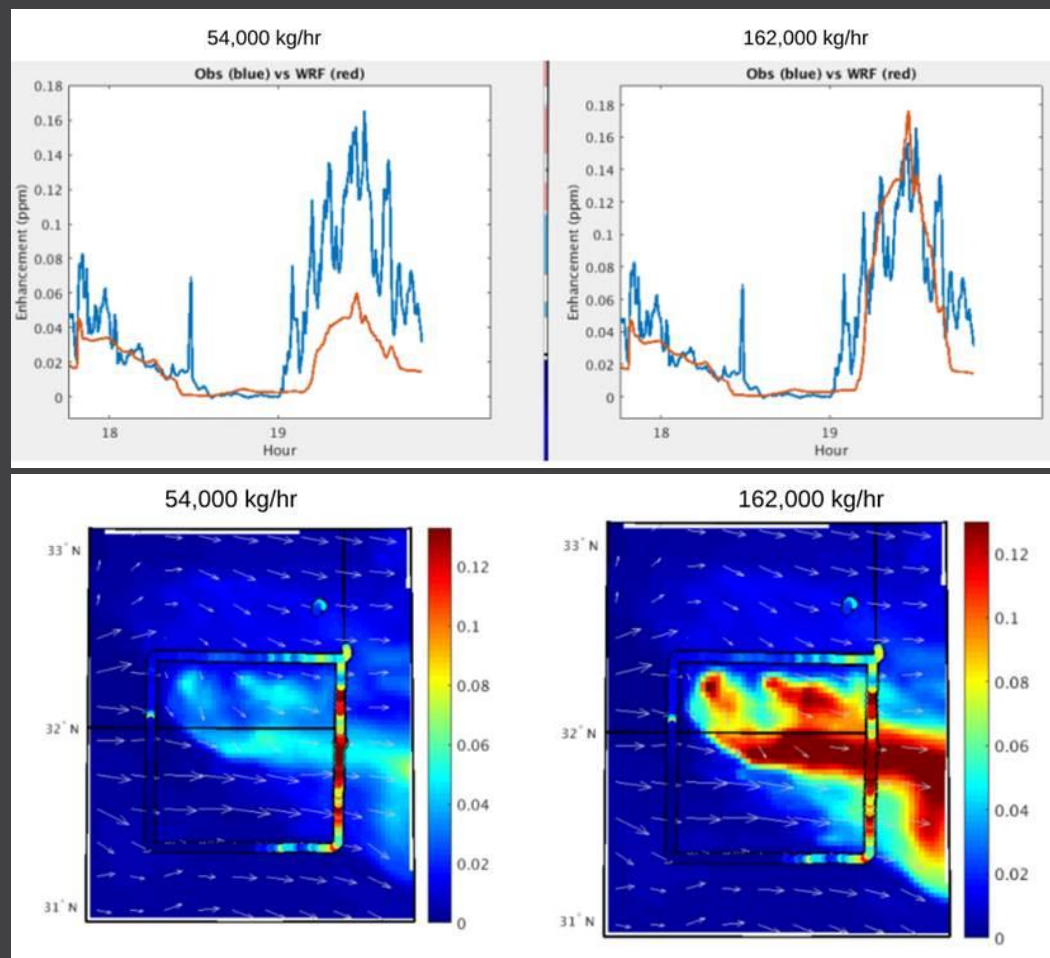 54,000 kg/hr
162,000 kg/hr
Obs (blue) vs WRF (red)
Obs (blue) vs WRF (red)
Enhancement (ppm)
0.18
0.16
0.14
0.12
0.1
0.08
0.06
0.04
0.02
0
18
19
Hour
Enhancement (ppm)
0.18
0.16
0.14
0.12
0.1
0.08
0.06
0.04
0.02
0
18
19
Hour
54,000 kg/hr
162,000 kg/hr
33° N
32° N
31° N
0.12
0.1
0.08
0.06
0.04
0.02
0
33° N
32° N
31° N
0.12
0.1
0.08
0.06
0.04
0.02
0